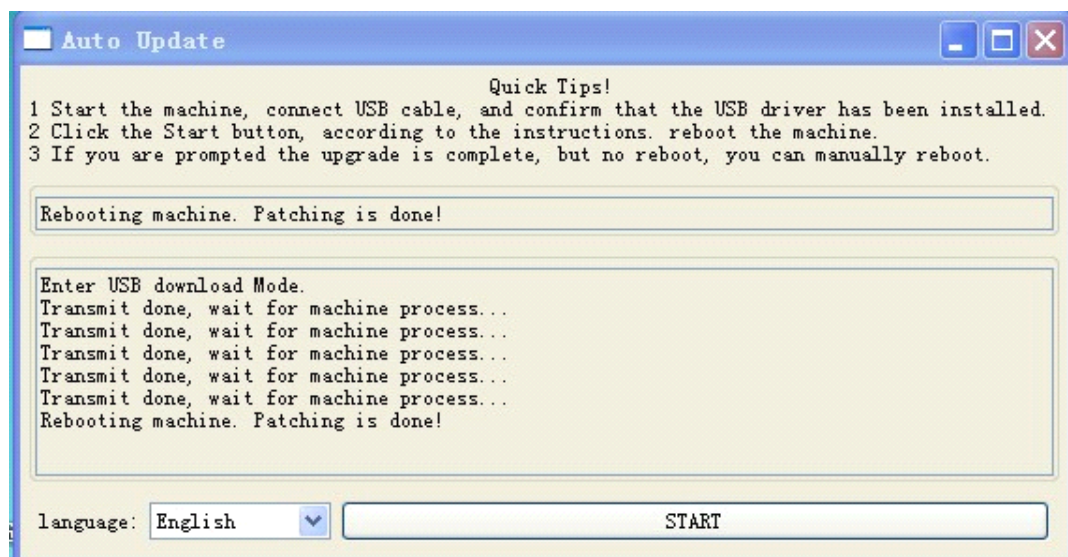 Auto Update
Quick Tips!
1 Start the machine, connect USB cable, and confirm that the USB driver has been installed.
2 Click the Start button, according to the instructions. reboot the machine.
3 If you are prompted the upgrade is complete, but no reboot, you can manually reboot.
Rebooting machine. Patching is done!
Enter USB download Mode.
Transmit done, wait for machine process...
Transmit done, wait for machine process...
Transmit done, wait for machine process...
Transmit done, wait for machine process...
Transmit done, wait for machine process...
Rebooting machine. Patching is done!
language: English START